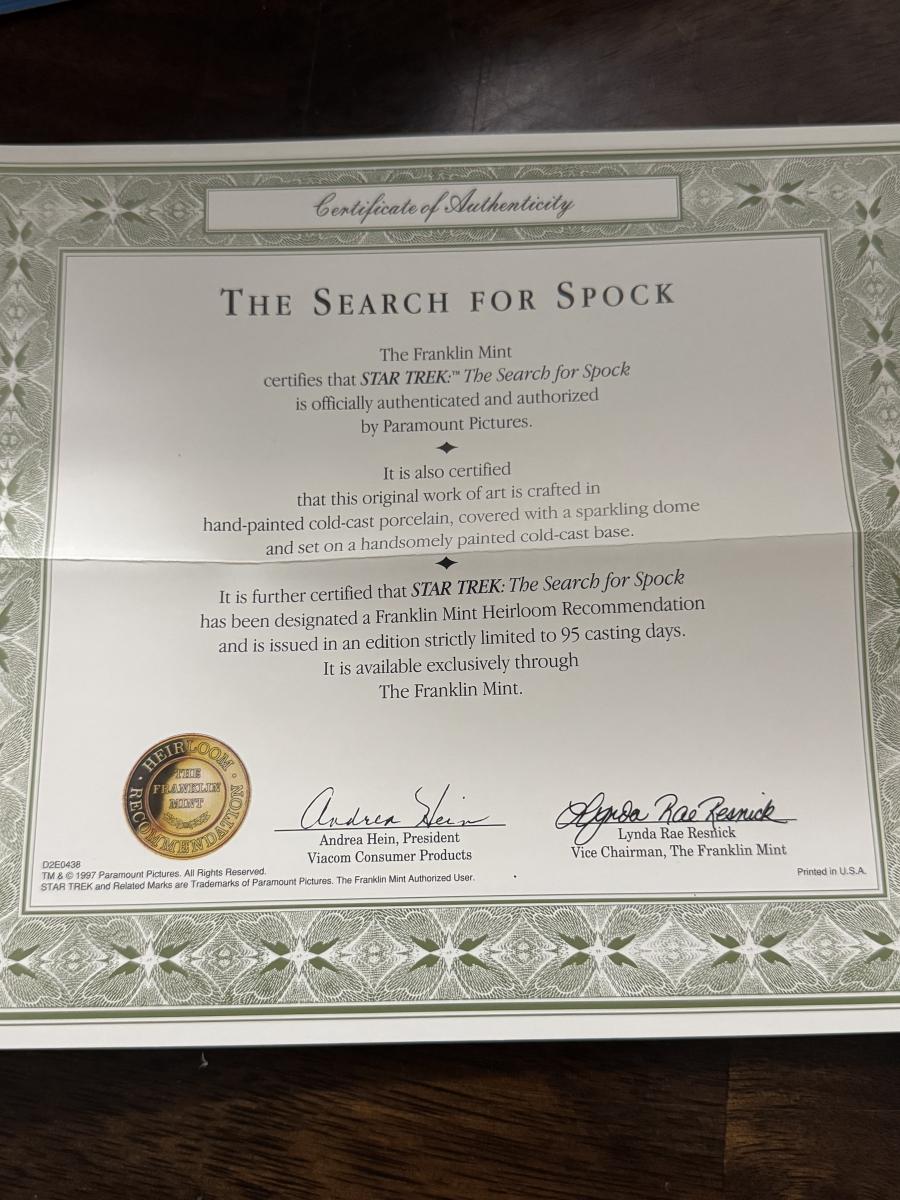 Certificate of Authenticity
THE SEARCH FOR SPOCK
The Franklin Mint
certifies that STAR TREK:™ The Search for Spock
is officially authenticated and authorized
by Paramount Pictures.
It is also certified
that this original work of art is crafted in
hand-painted cold-cast porcelain, covered with a sparkling dome
and set on a handsomely painted cold-cast base.
It is further certified that STAR TREK: The Search for Spock
has been designated a Franklin Mint Heirloom Recommendation
and is issued in an edition strictly limited to 95 casting days.
It is available exclusively through
The Franklin Mint.
HEIRLOOM
THE
FRANKLIN
MINT
RECOMMENDATION
Andrea Hein
Andrea Hein, President
Viacom Consumer Products
Lynda Rae Resnick
Lynda Rae Resnick
Vice Chairman, The Franklin Mint
D2E0438
TM & © 1997 Paramount Pictures. All Rights Reserved.
STAR TREK and Related Marks are Trademarks of Paramount Pictures. The Franklin Mint Authorized User.
Printed in U.S.A.